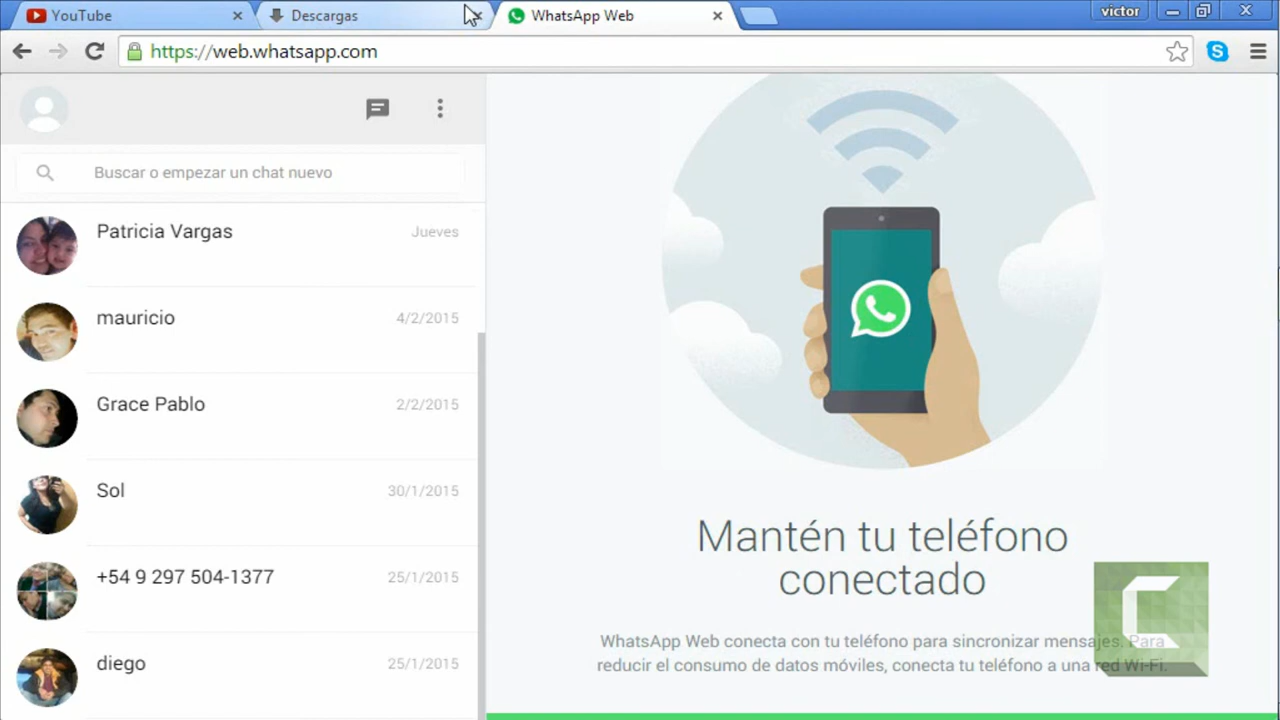 YouTube
Descargas
WhatsApp Web
victor
https://web.whatsapp.com
Buscar o empezar un chat nuevo
Patricia Vargas
Jueves
mauricio
4/2/2015
Grace Pablo
2/2/2015
Sol
30/1/2015
+54 9 297 504-1377
25/1/2015
diego
25/1/2015
Mantén tu teléfono
conectado
WhatsApp Web conecta con tu teléfono para sincronizar mensajes. Para
reducir el consumo de datos móviles, conecta tu teléfono a una red Wi-Fi.